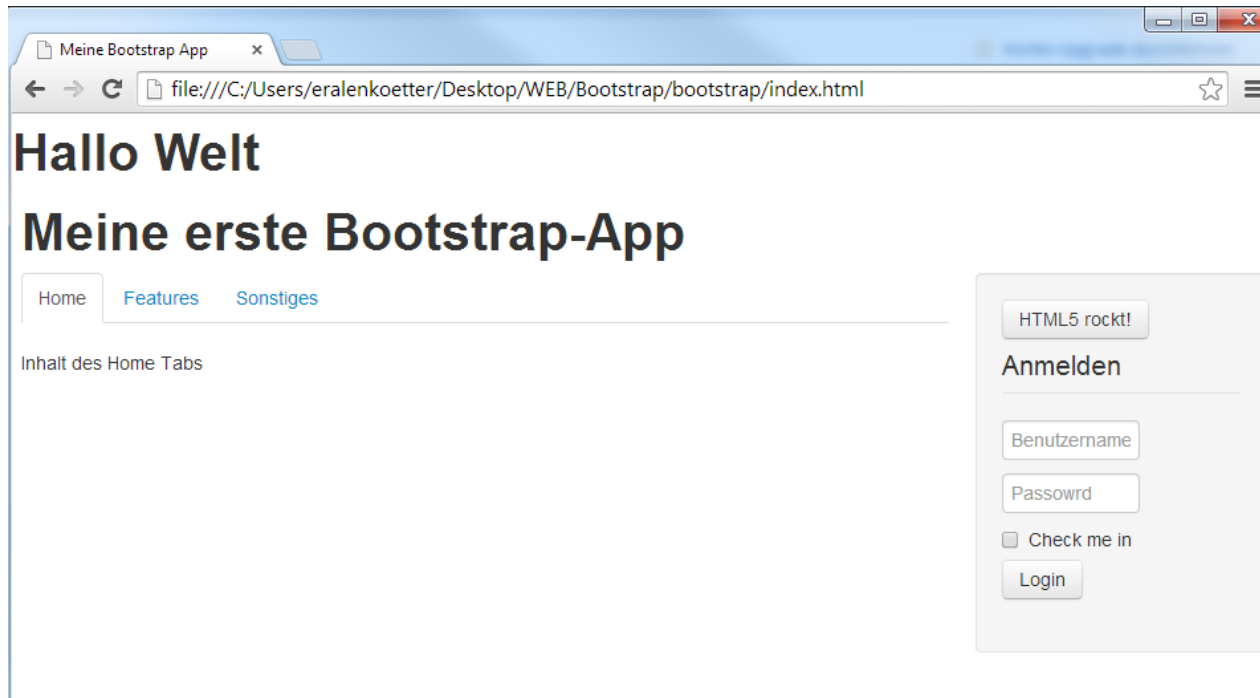 Meine Bootstrap App
file:///C:/Users/eralenkoetter/Desktop/WEB/Bootstrap/bootstrap/index.html
Hallo Welt
Meine erste Bootstrap-App
Home Features Sonstiges
Inhalt des Home Tabs
HTML5 rockt!
Anmelden
Benutzername
Passowrd
Check me in
Login